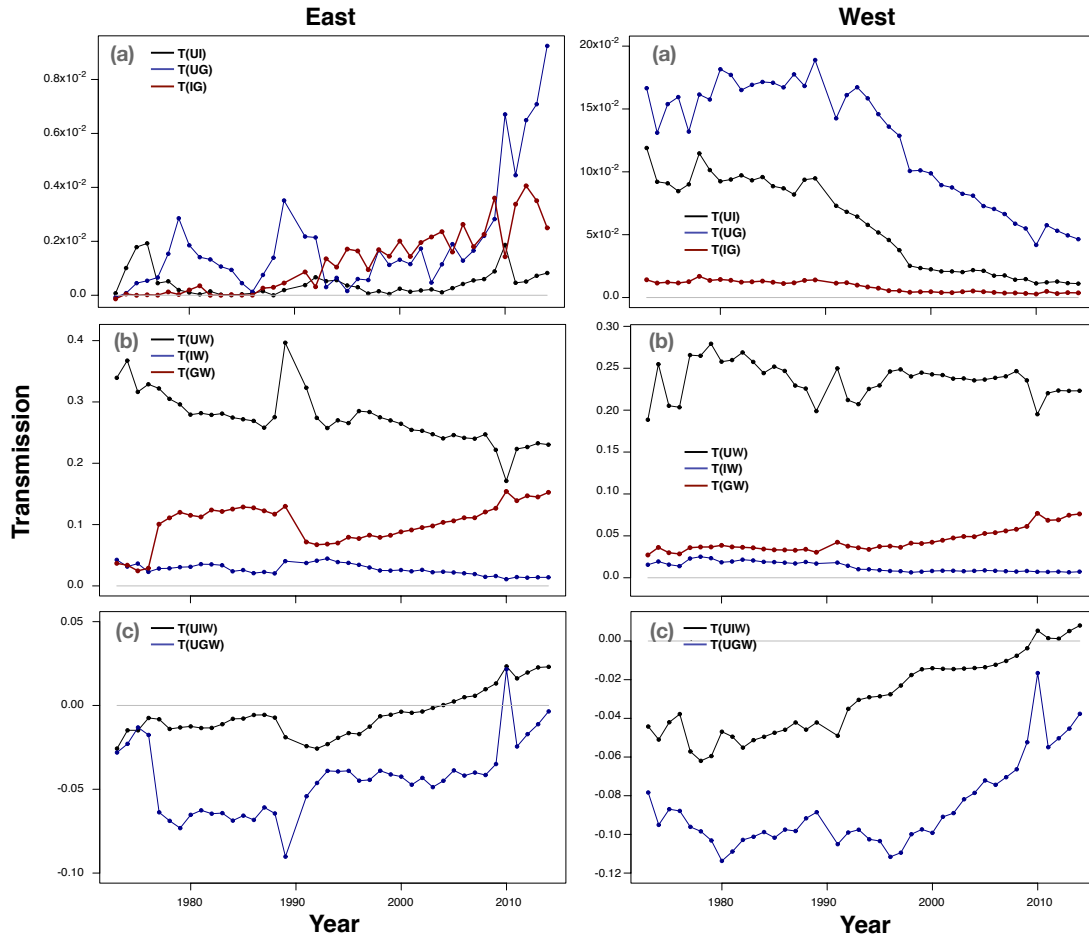 East
West
(a)
T(UI)
T(UG)
T(IG)
0.8x10⁻²
0.6x10⁻²
0.4x10⁻²
0.2x10⁻²
0.0
(a)
T(UI)
T(UG)
T(IG)
20x10⁻²
15x10⁻²
10x10⁻²
5x10⁻²
0.0
Transmission
(b)
T(UW)
T(IW)
T(GW)
0.4
0.3
0.2
0.1
0.0
(b)
T(UW)
T(IW)
T(GW)
0.30
0.25
0.20
0.15
0.10
0.05
0.0
(c)
T(UIW)
T(UGW)
0.05
0.00
-0.05
-0.10
1980 1990 2000 2010
Year
(c)
T(UIW)
T(UGW)
0.00
-0.02
-0.04
-0.06
-0.08
-0.10
-0.12
1980 1990 2000 2010
Year